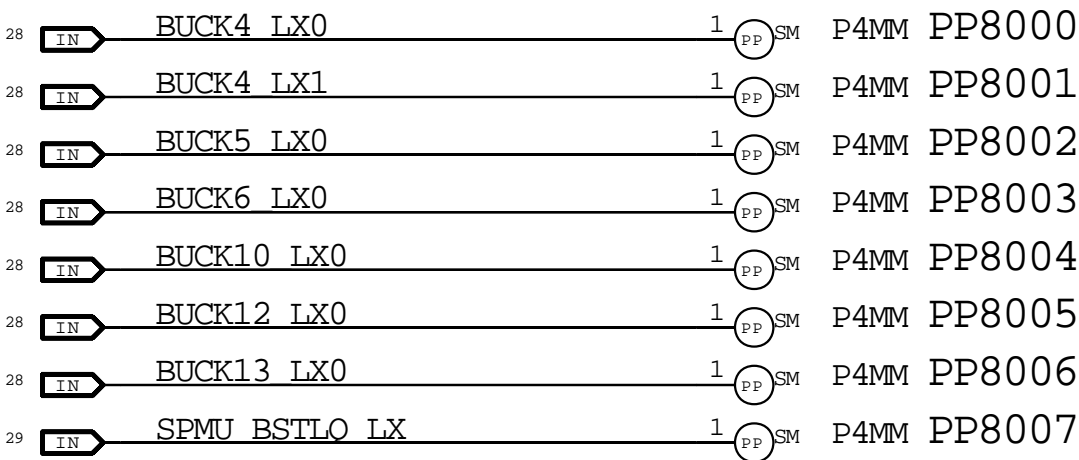 28 IN BUCK4_LX0 1 PP SM P4MM PP8000
28 IN BUCK4_LX1 1 PP SM P4MM PP8001
28 IN BUCK5_LX0 1 PP SM P4MM PP8002
28 IN BUCK6_LX0 1 PP SM P4MM PP8003
28 IN BUCK10_LX0 1 PP SM P4MM PP8004
28 IN BUCK12_LX0 1 PP SM P4MM PP8005
28 IN BUCK13_LX0 1 PP SM P4MM PP8006
29 IN SPMU_BSTLQ_LX 1 PP SM P4MM PP8007